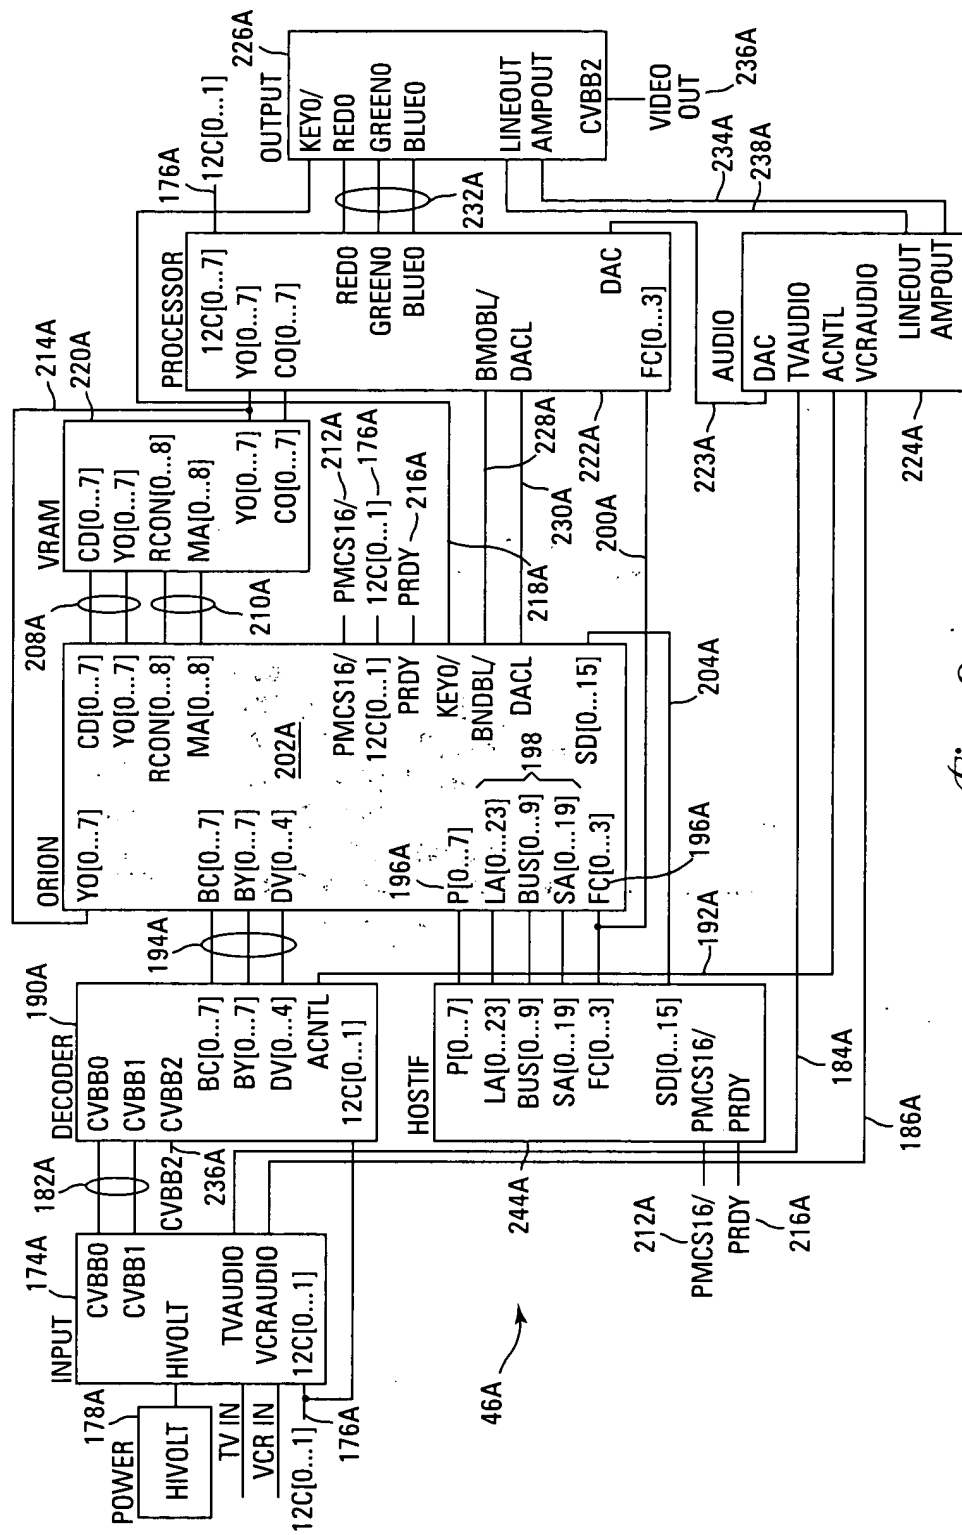 POWER
178A
HIVOLT
TV IN
VCR IN
12C[0...1]
176A
INPUT
174A
CVBB0
CVBB1
HIVOLT
TVAUDIO
VCRAUDIO
12C[0...1]
182A
CVBB2
236A
DECODER
190A
CVBB0
CVBB1
CVBB2
BC[0...7]
BY[0...7]
DV[0...4]
ACNTL
12C[0...1]
194A
HOSTIF
244A
P[0...7]
LA[0...23]
BUS[0...9]
SA[0...19]
FC[0...3]
SD[0...15]
PMCS16/
PRDY
212A
PMCS16/
PRDY
216A
46A
192A
184A
186A
ORION
YO[0...7]
CD[0...7]
YO[0...7]
RCON[0...8]
MA[0...8]
202A
BC[0...7]
BY[0...7]
DV[0...4]
PMCS16/
12C[0...1]
PRDY
KEYO/
BNDBL/
DACL
196A
P[0...7]
LA[0...23]
BUS[0...9]
SA[0...19]
198
FC[0...3]
196A
SD[0...15]
204A
208A
210A
VRAM
214A
220A
CD[0...7]
YO[0...7]
RCON[0...8]
MA[0...8]
YO[0...7]
CO[0...7]
PMCS16/
212A
12C[0...1]
176A
PRDY
216A
218A
228A
230A
200A
222A
PROCESSOR
12C[0...7]
YO[0...7]
CO[0...7]
REDO
GREENO
BLUEO
BMOBL/
DACL
DAC
FC[0...3]
176A
12C[0...1]
232A
223A
AUDIO
DAC
TVAUDIO
ACNTL
VCRAUDIO
LINEOUT
AMPOUT
224A
234A
238A
OUTPUT
226A
KEYO/
REDO
GREENO
BLUEO
LINEOUT
AMPOUT
CVBB2
VIDEO
OUT
236A